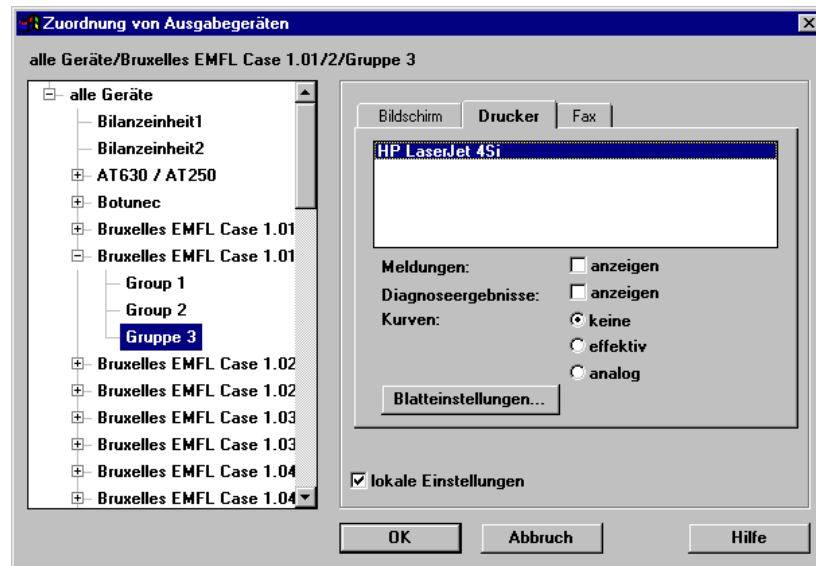 Zuordnung von Ausgabegeräten
alle Geräte/Bruxelles EMFL Case 1.01/2/Gruppe 3
alle Geräte
Bilanzeinheit1
Bilanzeinheit2
AT630 / AT250
Botunec
Bruxelles EMFL Case 1.01
Bruxelles EMFL Case 1.01
Group 1
Group 2
Gruppe 3
Bruxelles EMFL Case 1.02
Bruxelles EMFL Case 1.02
Bruxelles EMFL Case 1.03
Bruxelles EMFL Case 1.03
Bruxelles EMFL Case 1.04
Bruxelles EMFL Case 1.04
Bildschirm Drucker Fax
HP LaserJet 4Si
Meldungen: anzeigen
Diagnoseergebnisse: anzeigen
Kurven: keine
effektiv
analog
Blatteinstellungen...
lokale Einstellungen
OK Abbruch Hilfe